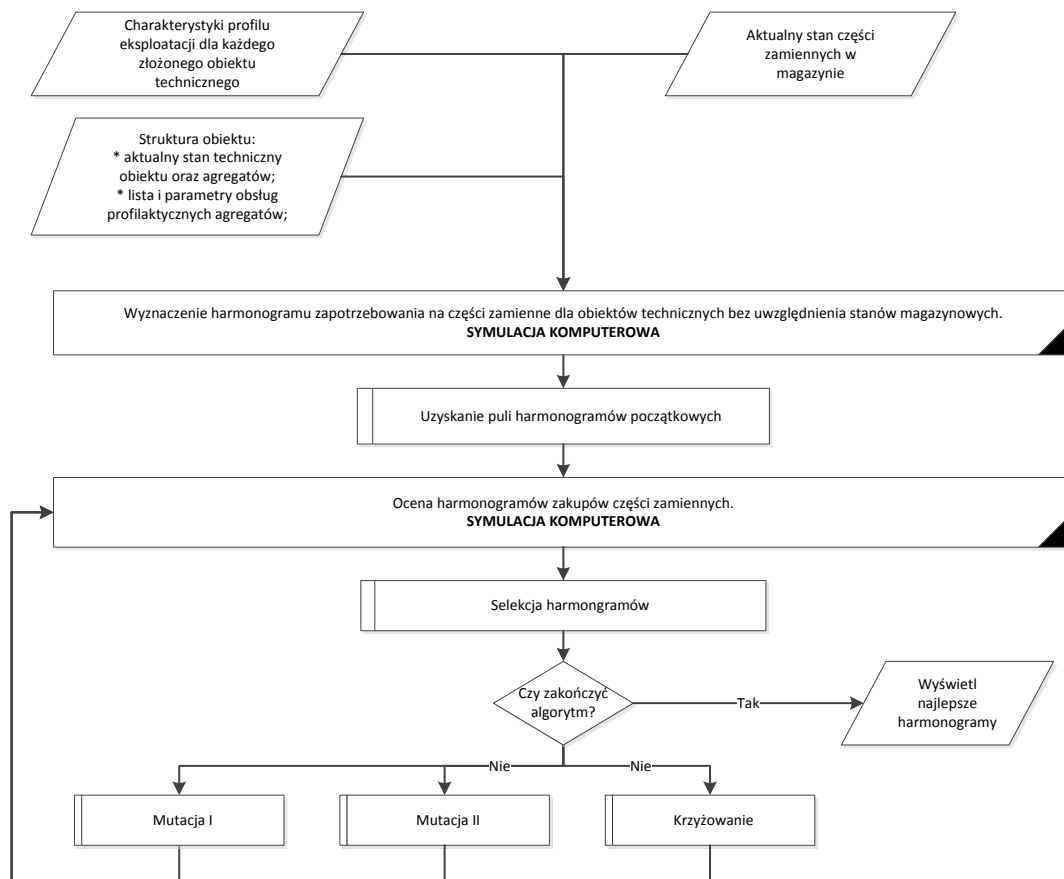 Charakterystyki profilu
eksploatacji dla każdego
złożonego obiektu
technicznego
Aktualny stan części
zamiennych w
magazynie
Struktura obiektu:
* aktualny stan techniczny
obiektu oraz agregatów;
* lista i parametry obsług
profilaktycznych agregatów;
Wyznaczenie harmonogramu zapotrzebowania na części zamienne dla obiektów technicznych bez uwzględnienia stanów magazynowych.
SYMULACJA KOMPUTEROWA
Uzyskanie puli harmonogramów początkowych
Ocena harmonogramów zakupów części zamiennych.
SYMULACJA KOMPUTEROWA
Selekcja harmongramów
Czy zakończyć
algorytm?
Tak
Wyświetl
najlepsze
harmonogramy
Nie
Nie
Mutacja I
Mutacja II
Krzyżowanie